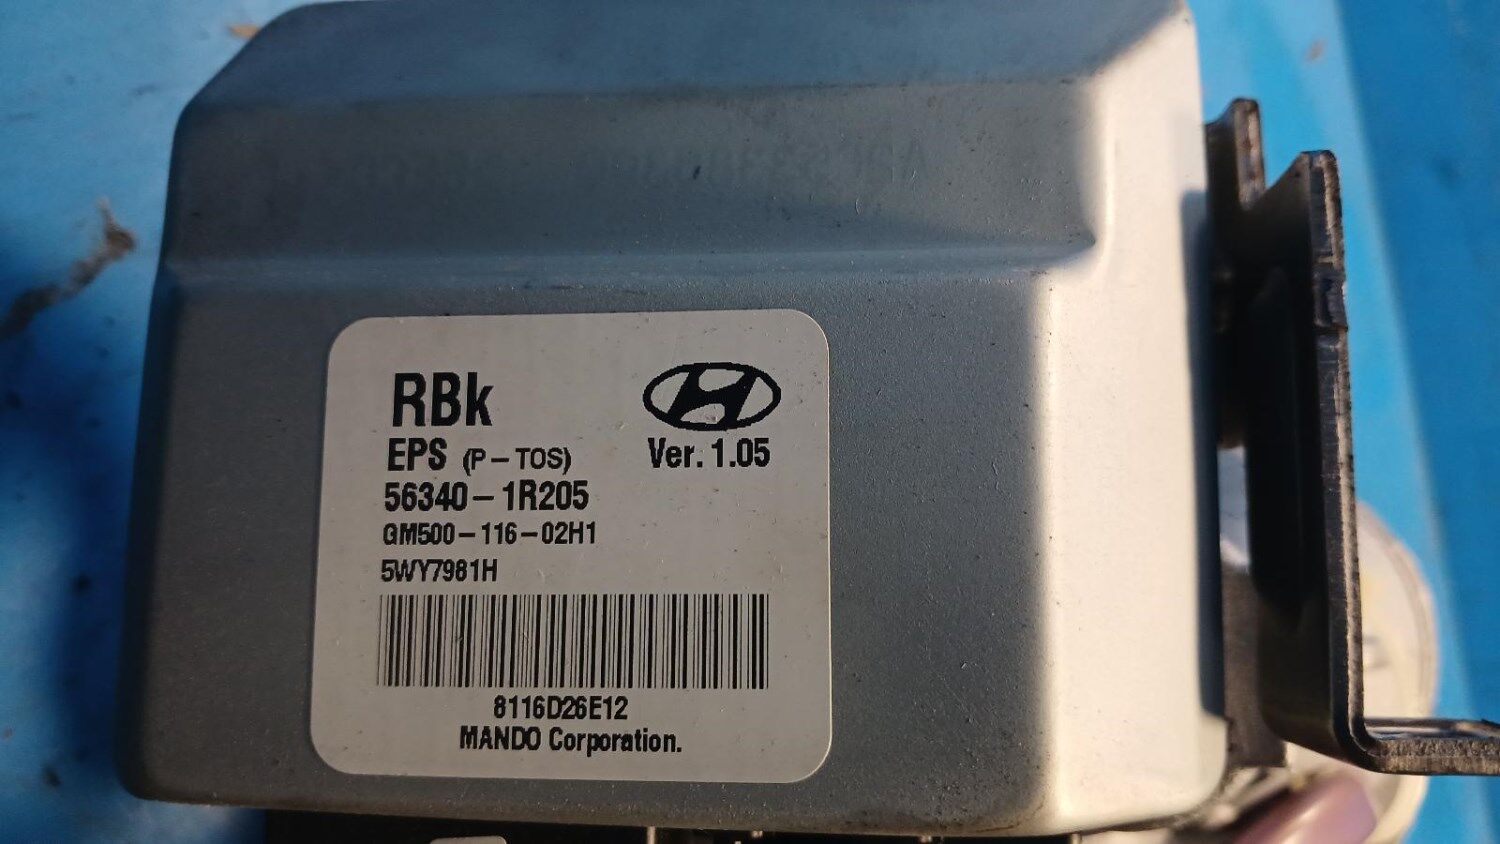 RBk
EPS (P-TOS) Ver. 1.05
56340-1R205
GM500-116-02H1
5WY7981H
8116D26E12
MANDO Corporation.